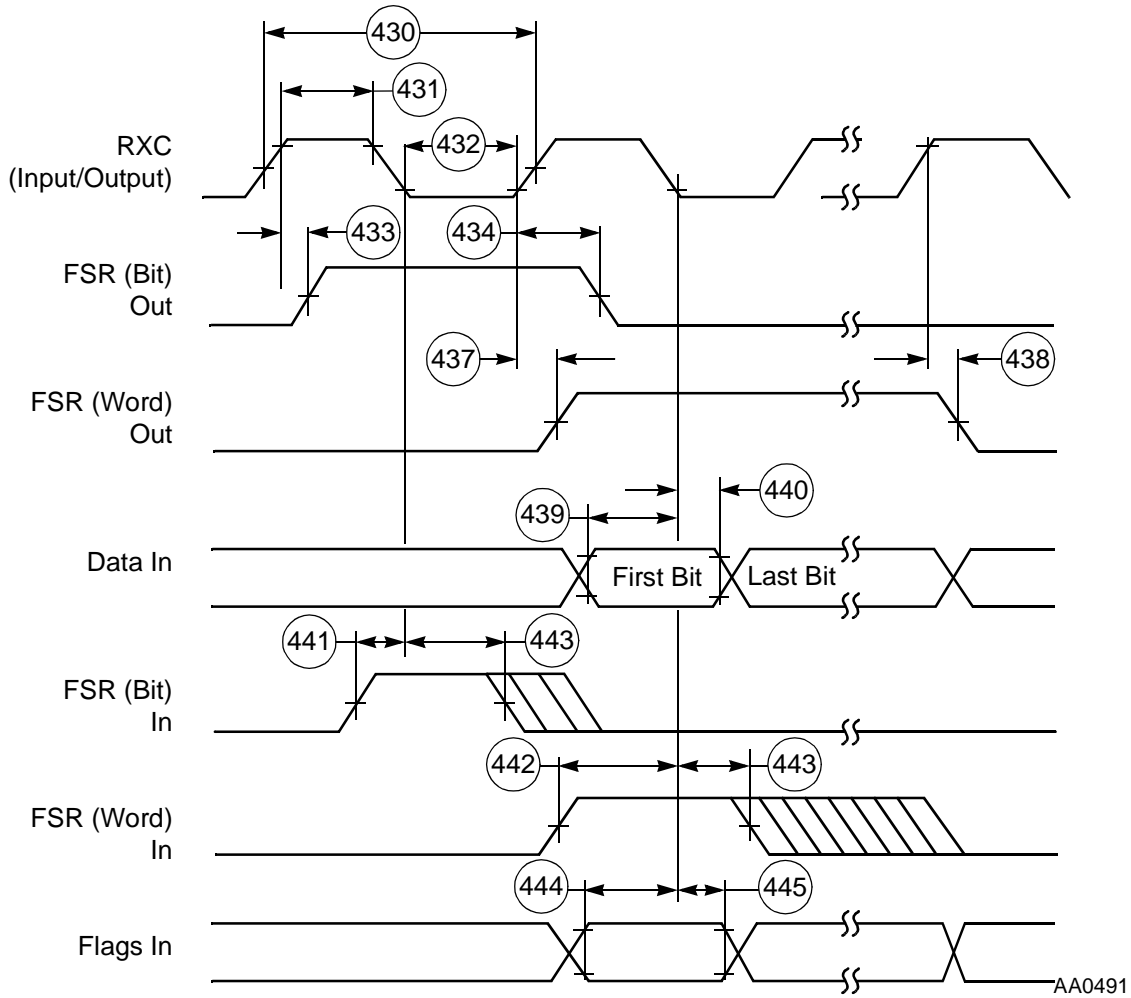 430
431
RXC
432
(Input/Output)
433
434
FSR (Bit)
Out
437
438
FSR (Word)
Out
439
440
Data In
First Bit
Last Bit
441
443
FSR (Bit)
In
442
443
FSR (Word)
In
444
445
Flags In
AA0491